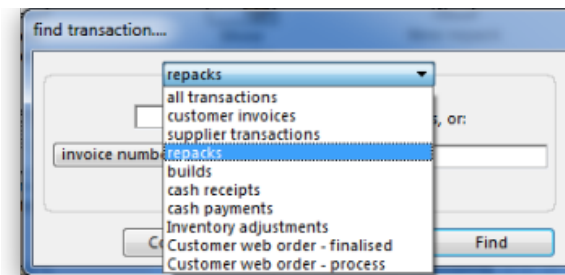 find transaction....
repacks
all transactions
customer invoices
supplier transactions
, or:
repacks
invoice numb
builds
cash receipts
cash payments
Inventory adjustments
Customer web order - finalised
Find
Customer web order - process